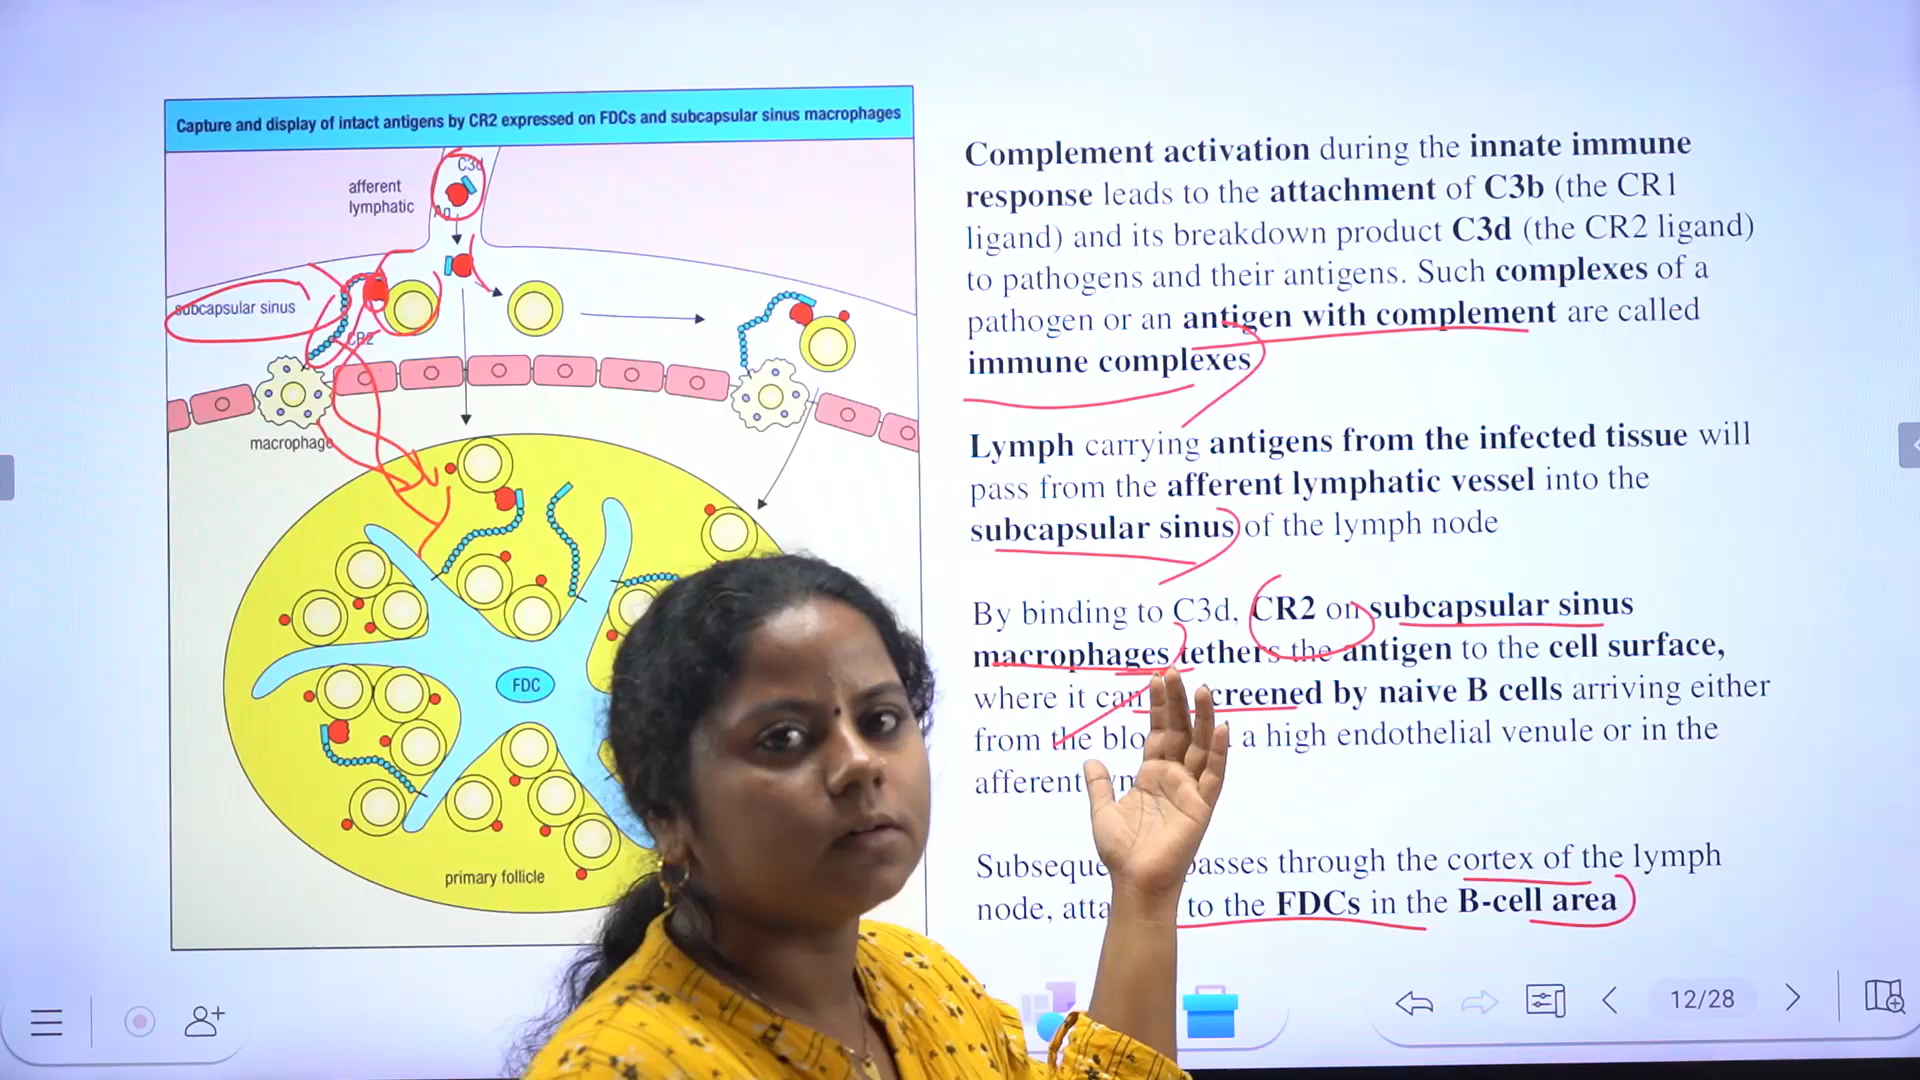 Capture and display of intact antigens by CR2 expressed on FDCs and subcapsular sinus macrophages
C3d
afferent
lymphatic
Ag
subcapsular sinus
CR2
macrophage
FDC
primary follicle
Complement activation during the innate immune
response leads to the attachment of C3b (the CR1
ligand) and its breakdown product C3d (the CR2 ligand)
to pathogens and their antigens. Such complexes of a
pathogen or an antigen with complement are called
immune complexes
Lymph carrying antigens from the infected tissue will
pass from the afferent lymphatic vessel into the
subcapsular sinus of the lymph node
By binding to C3d, CR2 on subcapsular sinus
macrophages tethers the antigen to the cell surface,
where it can screened by naive B cells arriving either
from the a high endothelial venule or in the
afferent
passes through the cortex of the lymph
node, to the FDCs in the B-cell area
12/28